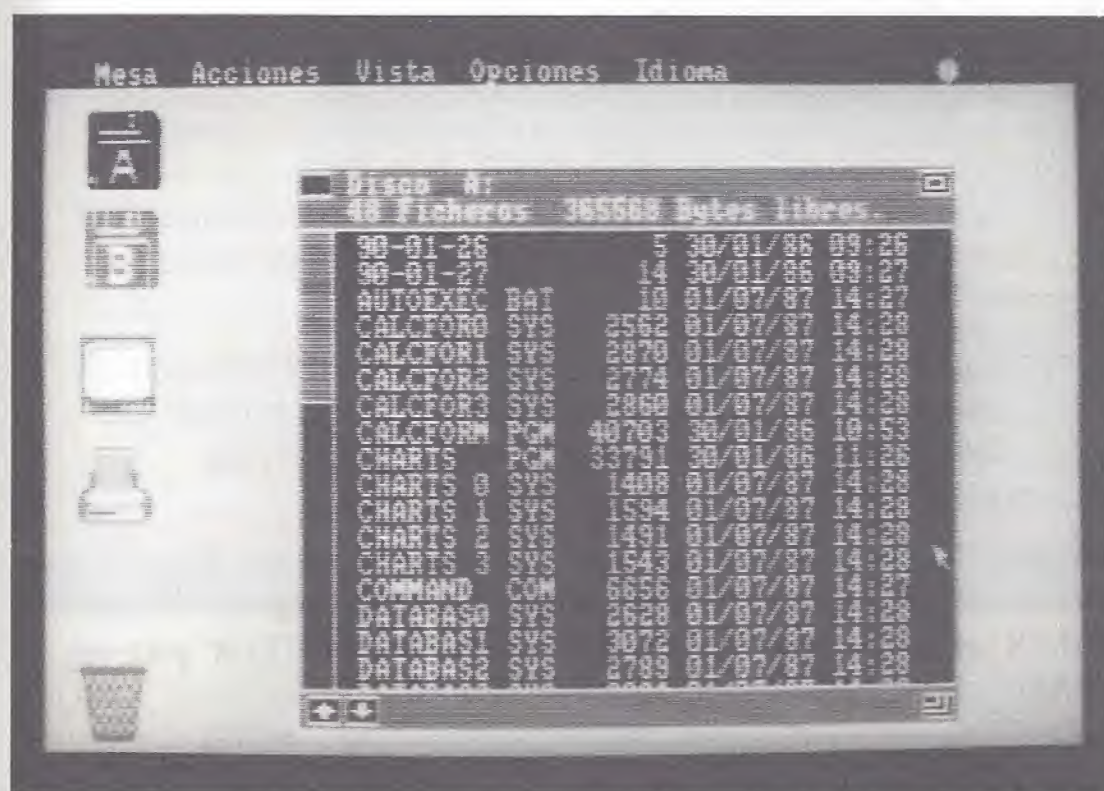 Mesa Acciones Vista Opciones Idioma
A
B
Disco A:
48 Ficheros 365568 Bytes libres.
90-01-26 5 30/01/86 09:26
90-01-27 14 30/01/86 09:27
AUTOEXEC BAT 10 01/07/87 14:27
CALCFOR0 SYS 2562 01/07/87 14:28
CALCFOR1 SYS 2870 01/07/87 14:28
CALCFOR2 SYS 2774 01/07/87 14:28
CALCFOR3 SYS 2860 01/07/87 14:28
CALCFORM PGM 40703 30/01/86 10:53
CHARTS PGM 33791 30/01/86 11:26
CHARTS 0 SYS 1408 01/07/87 14:28
CHARTS 1 SYS 1594 01/07/87 14:28
CHARTS 2 SYS 1491 01/07/87 14:28
CHARTS 3 SYS 1543 01/07/87 14:28
COMMAND COM 6656 01/07/87 14:27
DATABAS0 SYS 2628 01/07/87 14:28
DATABAS1 SYS 3072 01/07/87 14:28
DATABAS2 SYS 2789 01/07/87 14:28